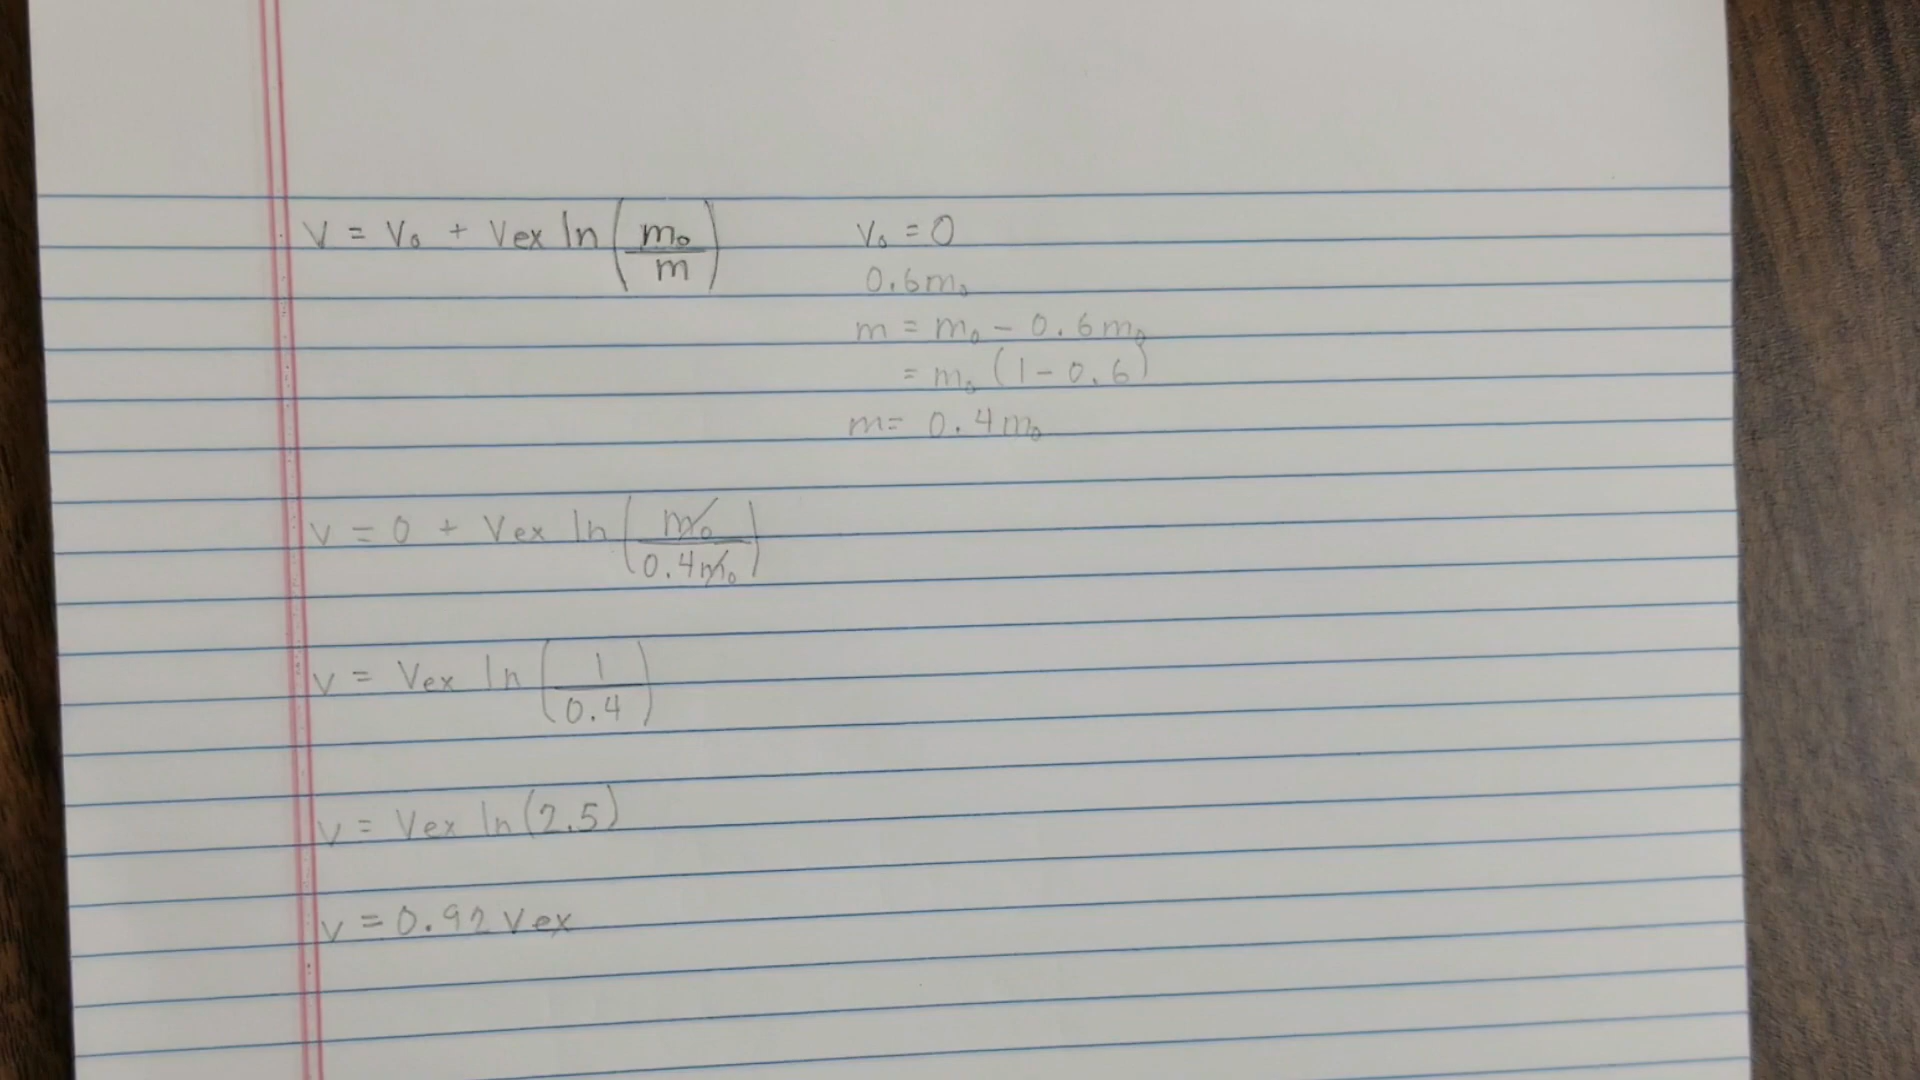 v = v₀ + vex ln(m₀/m)
v₀ = 0
0.6m₀
m = m₀ - 0.6m₀
= m₀(1-0.6)
m = 0.4m₀
v = 0 + vex ln(m₀/0.4m₀)
v = vex ln(1/0.4)
v = vex ln(2.5)
v = 0.92 vex